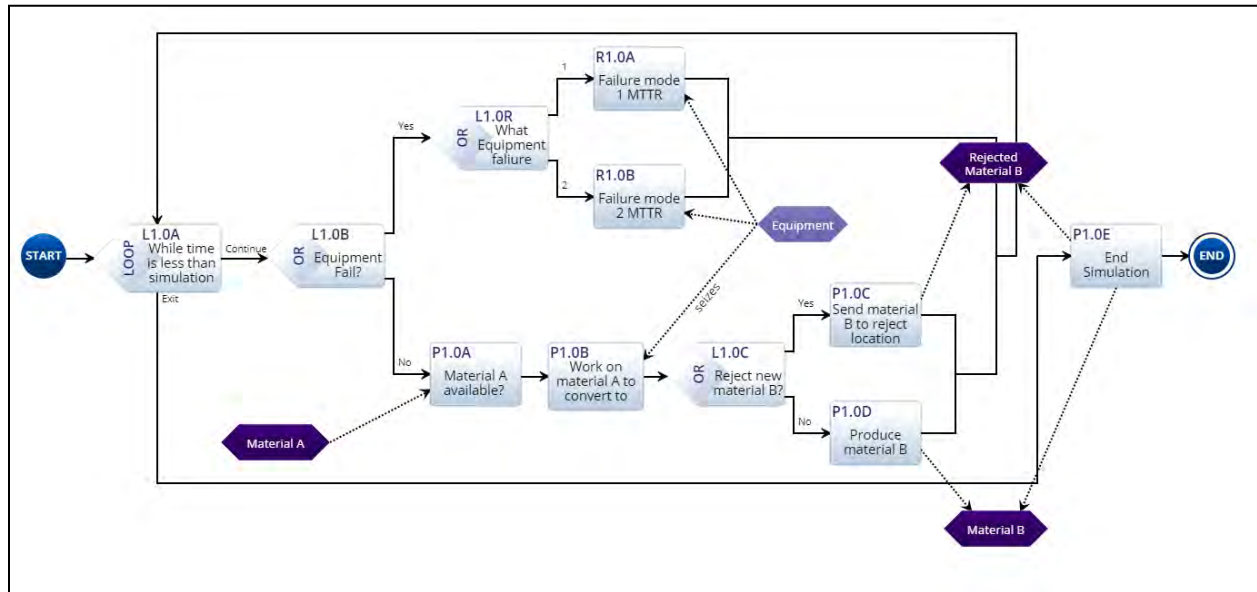 START
LOOP
L1.0A
While time
is less than
simulation
Continue
Exit
OR
L1.0B
Equipment
Fail?
Yes
No
OR
L1.0R
What
Equipment
failure
1
2
R1.0A
Failure mode
1 MTTR
R1.0B
Failure mode
2 MTTR
Equipment
seizes
Material A
P1.0A
Material A
available?
P1.0B
Work on
material A to
convert to
OR
L1.0C
Reject new
material B?
Yes
No
P1.0C
Send material
B to reject
location
P1.0D
Produce
material B
Rejected
Material B
Material B
P1.0E
End
Simulation
END